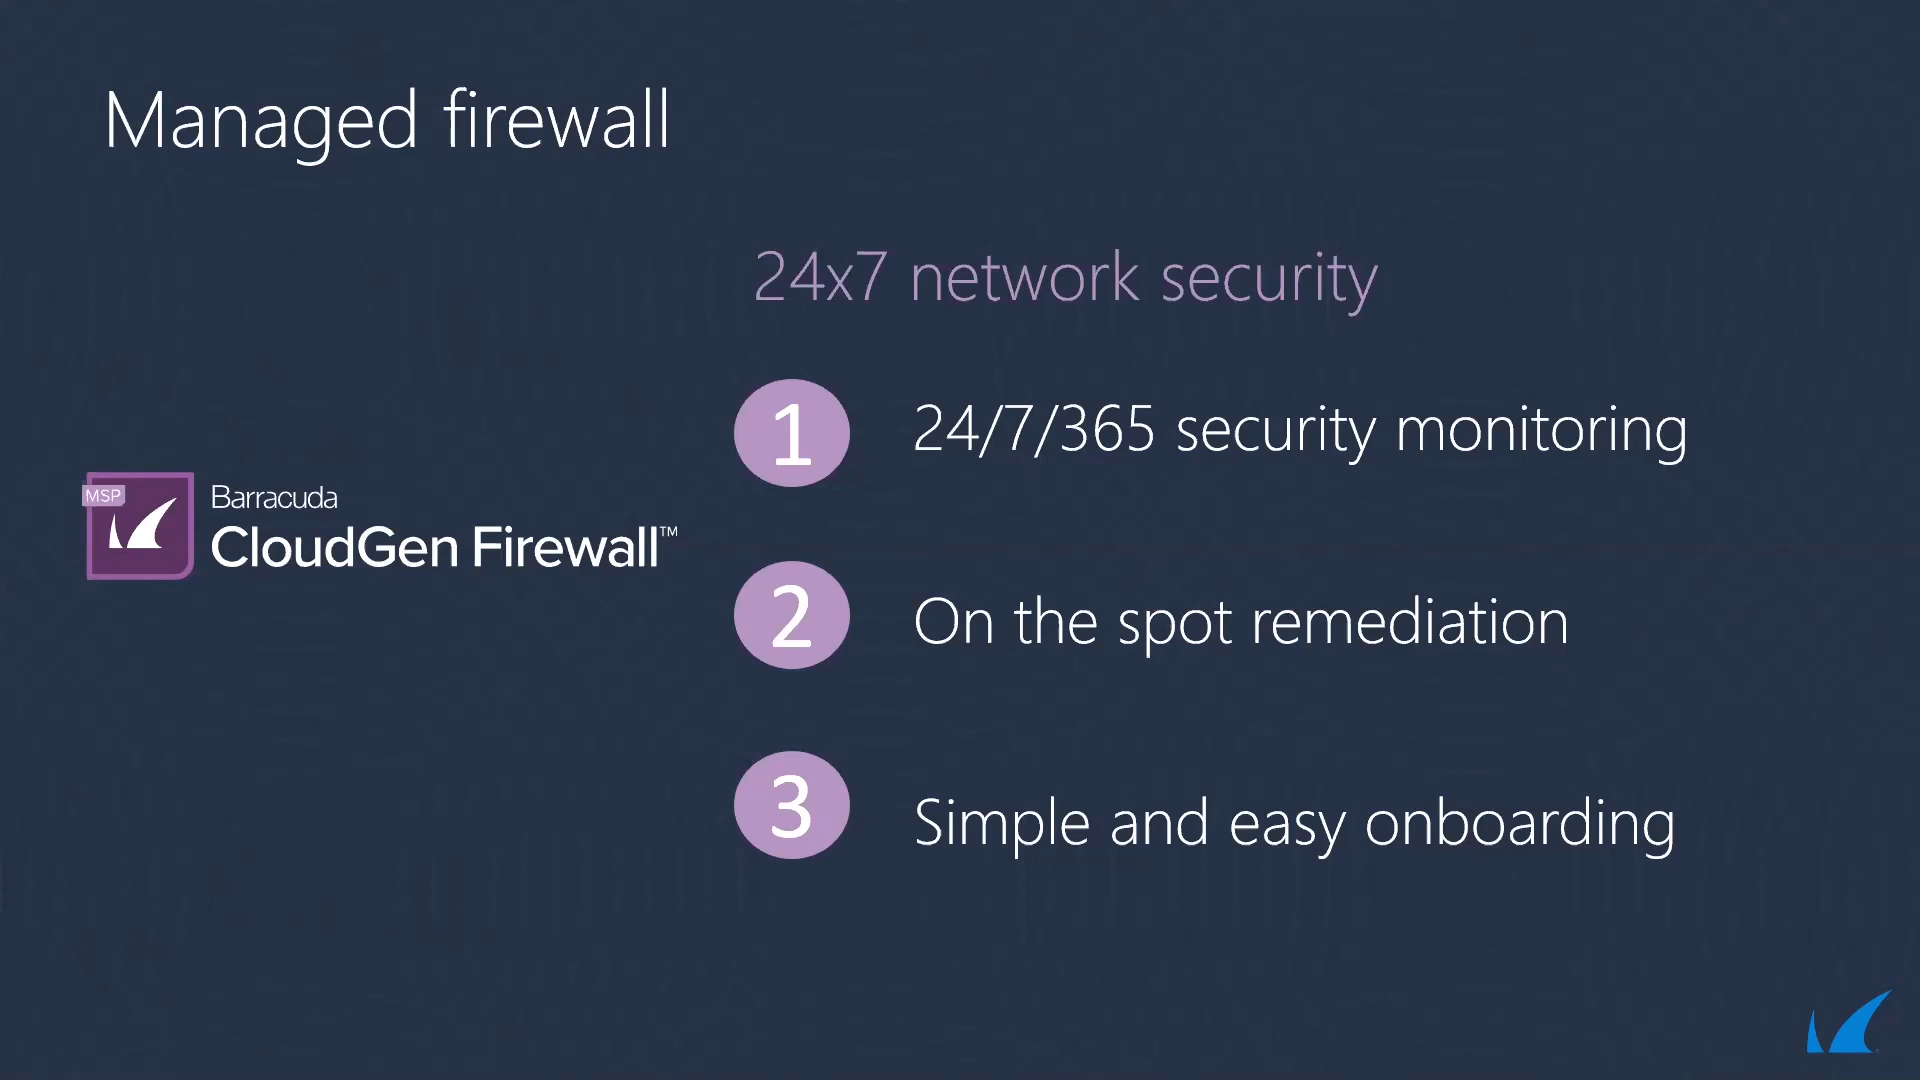 Managed firewall
24x7 network security
1 24/7/365 security monitoring
MSP
Barracuda
CloudGen Firewall™
2 On the spot remediation
3 Simple and easy onboarding